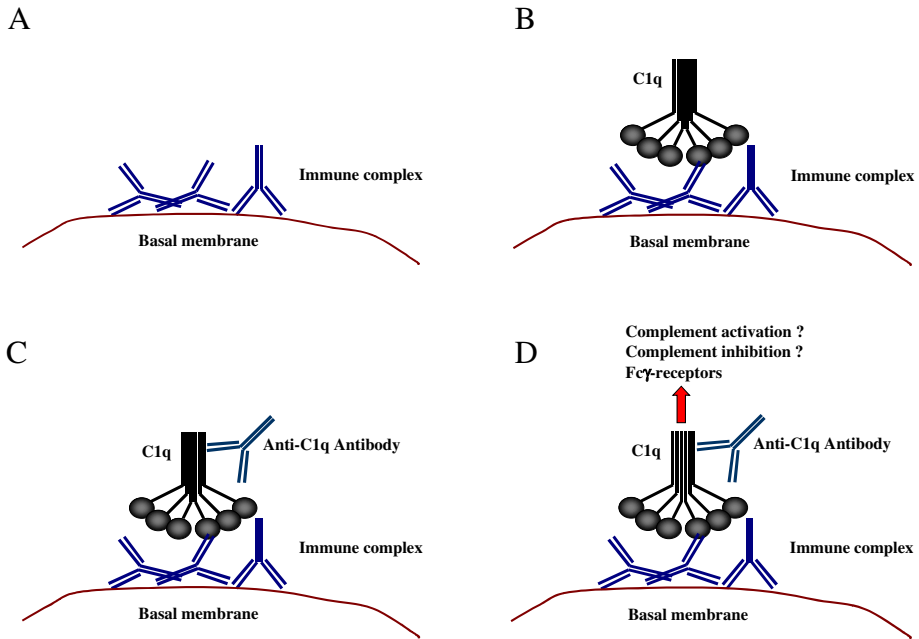 A
Immune complex
Basal membrane
B
C1q
Immune complex
Basal membrane
C
C1q
Anti-C1q Antibody
Immune complex
Basal membrane
D
Complement activation ?
Complement inhibition ?
Fcγ-receptors
C1q
Anti-C1q Antibody
Immune complex
Basal membrane